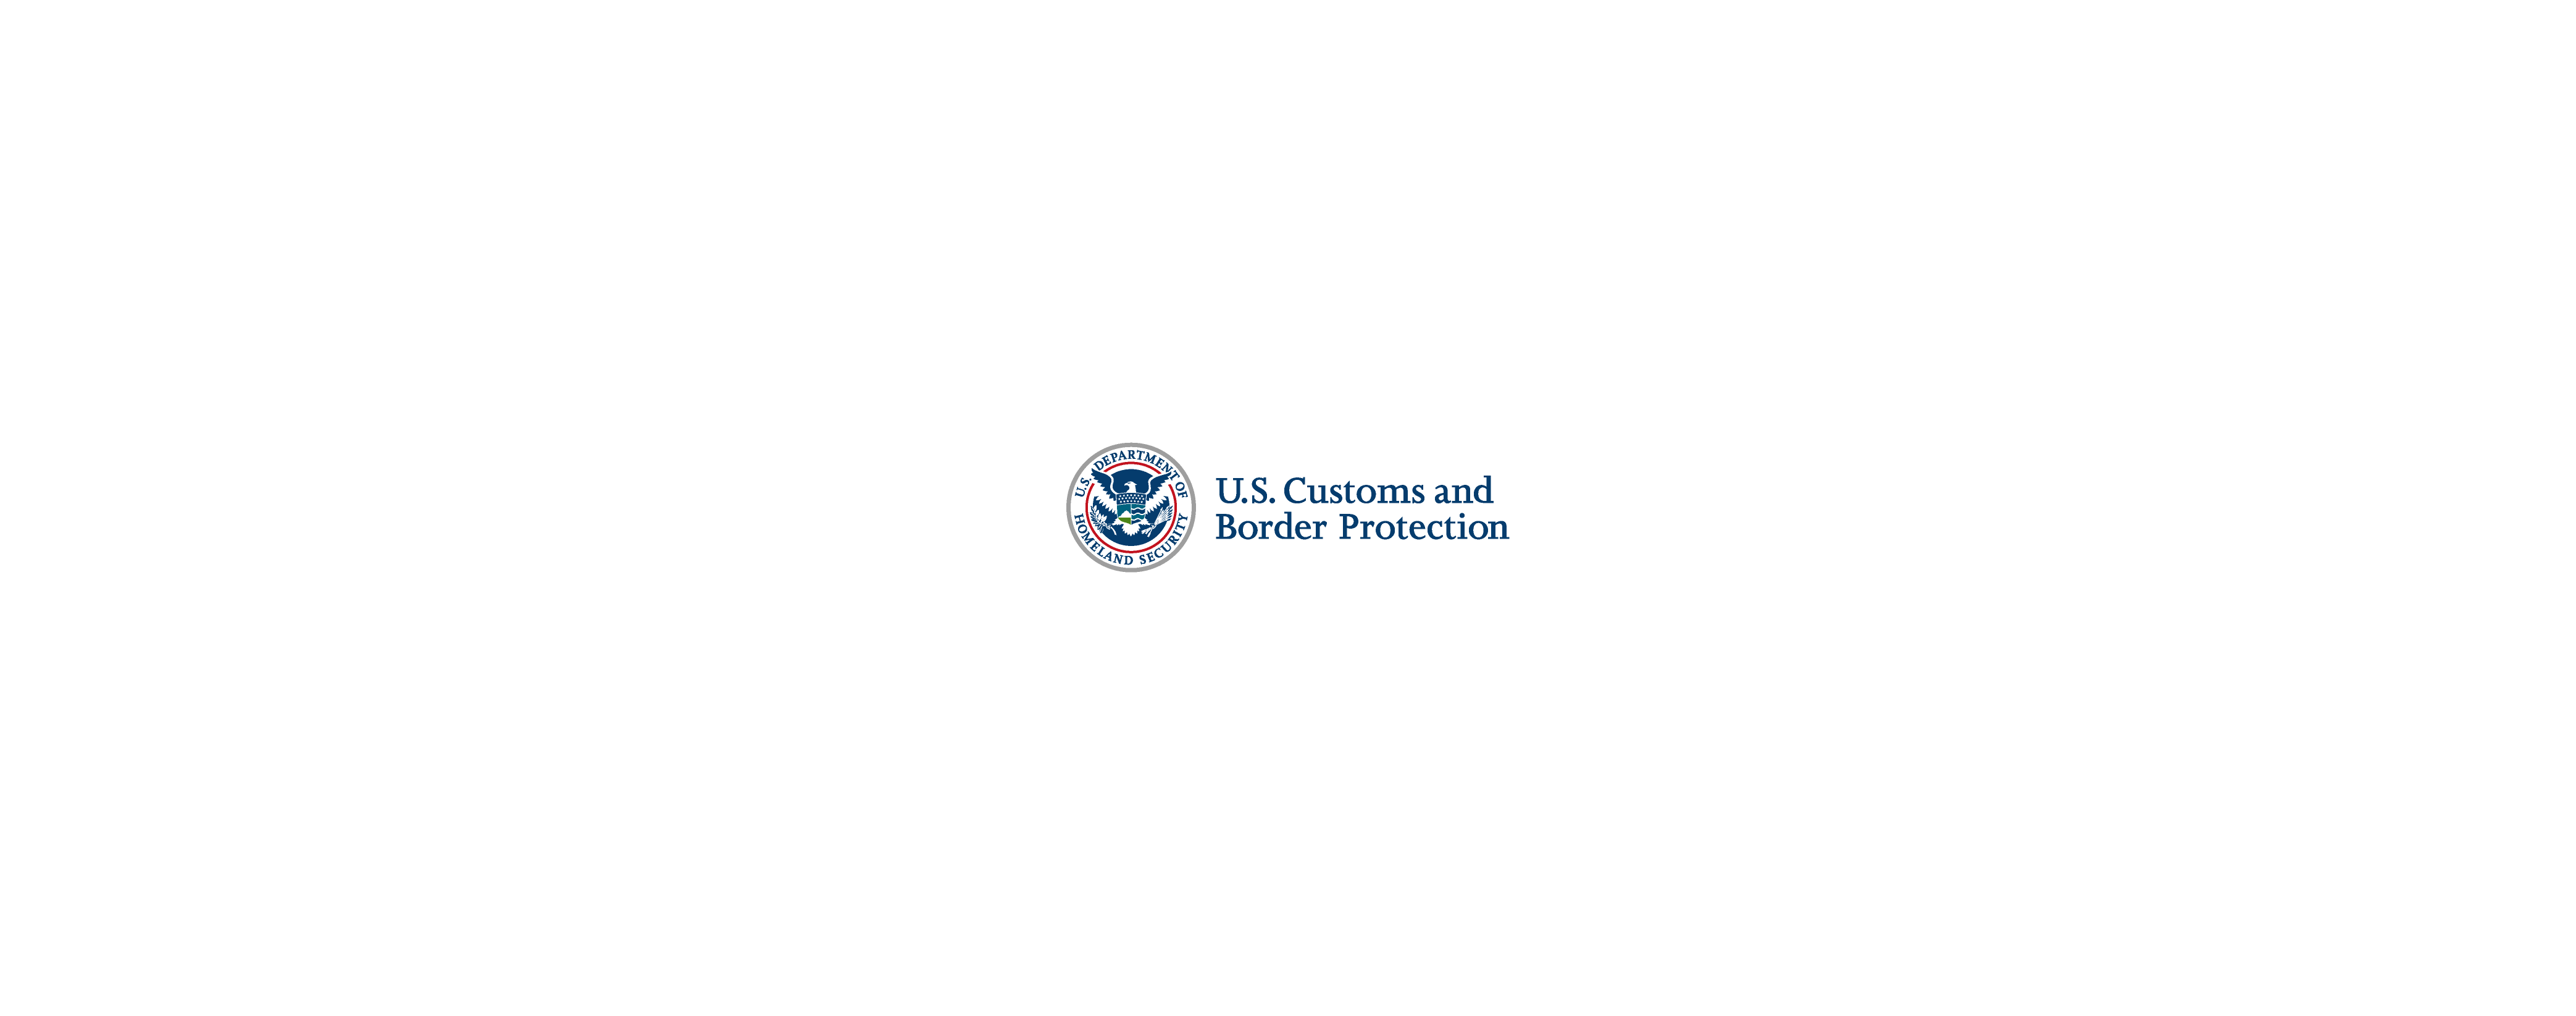 U.S. DEPARTMENT OF
HOMELAND SECURITY
U.S. Customs and
Border Protection